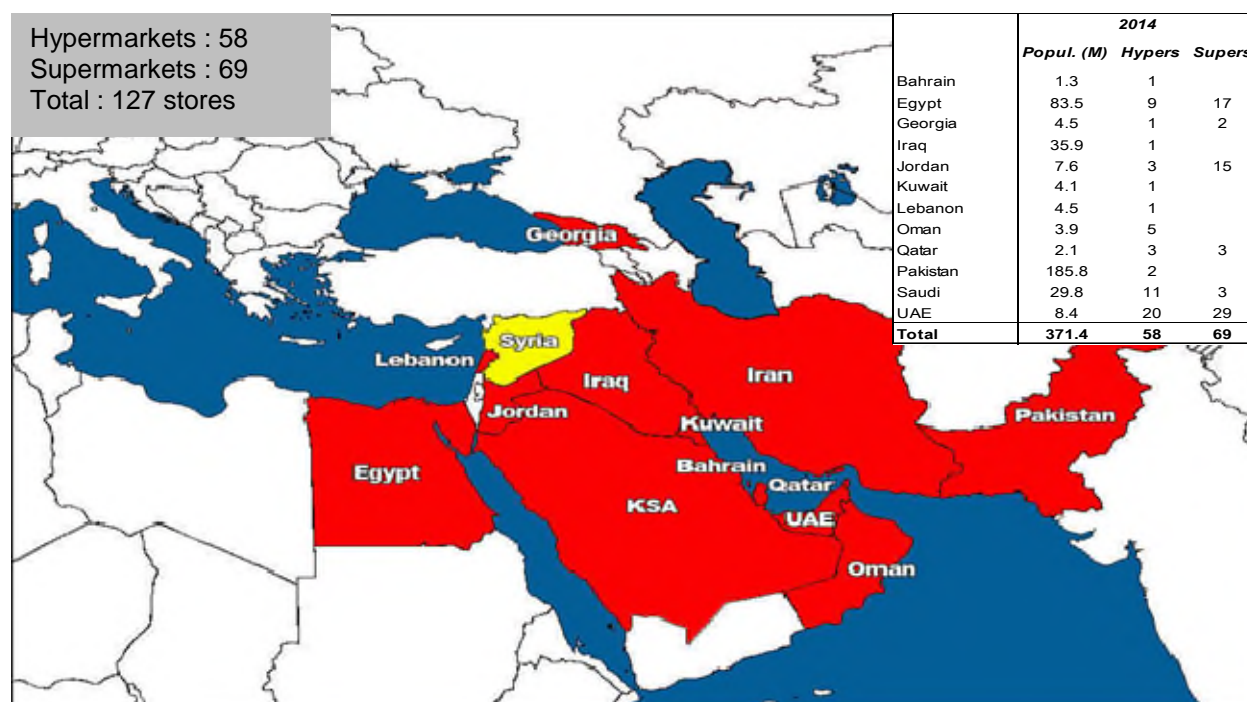 Hypermarkets : 58
Supermarkets : 69
Total : 127 stores
2014
Popul. (M) Hypers Supers
Bahrain 1.3 1
Egypt 83.5 9 17
Georgia 4.5 1 2
Iraq 35.9 1
Jordan 7.6 3 15
Kuwait 4.1 1
Lebanon 4.5 1
Oman 3.9 5
Qatar 2.1 3 3
Pakistan 185.8 2
Saudi 29.8 11 3
UAE 8.4 20 29
Total 371.4 58 69
Georgia
Syria
Lebanon
Iraq
Iran
Jordan
Pakistan
Kuwait
Bahrain
Egypt
Qatar
KSA
UAE
Oman